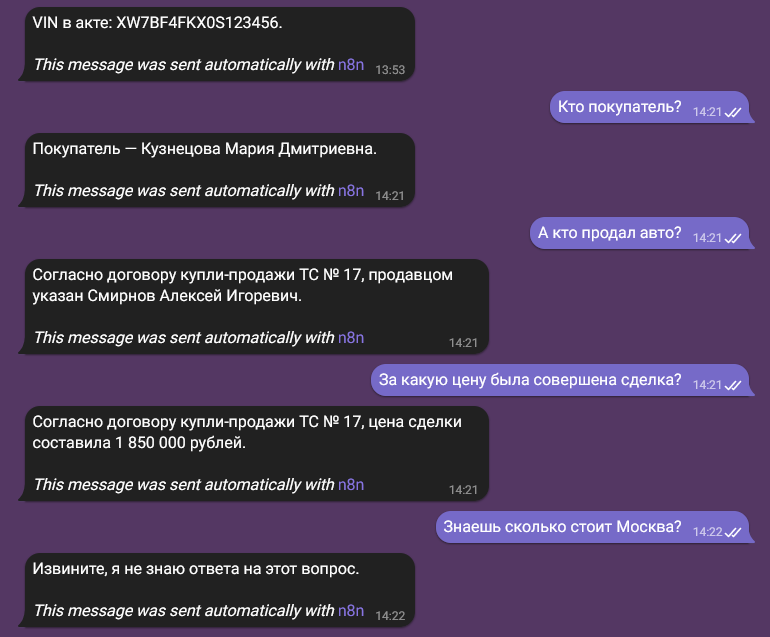 VIN в акте: XW7BF4FKX0S123456.
This message was sent automatically with n8n 13:53
Кто покупатель? 14:21
Покупатель — Кузнецова Мария Дмитриевна.
This message was sent automatically with n8n 14:21
А кто продал авто? 14:21
Согласно договору купли-продажи ТС № 17, продавцом
указан Смирнов Алексей Игоревич.
This message was sent automatically with n8n 14:21
За какую цену была совершена сделка? 14:21
Согласно договору купли-продажи ТС № 17, цена сделки
составила 1 850 000 рублей.
This message was sent automatically with n8n 14:21
Знаешь сколько стоит Москва? 14:22
Извините, я не знаю ответа на этот вопрос.
This message was sent automatically with n8n 14:22